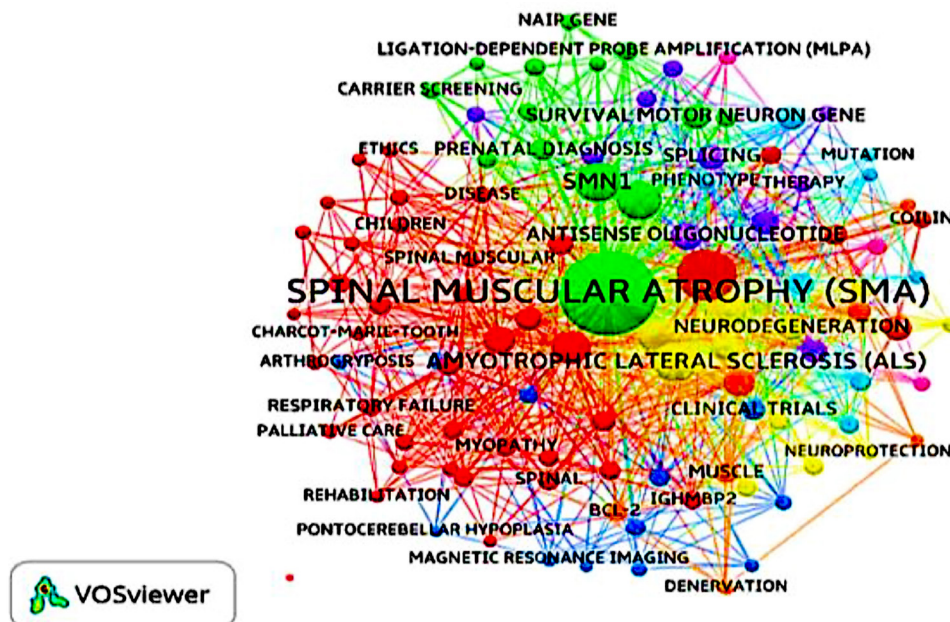 NAIP GENE
LIGATION-DEPENDENT PROBE AMPLIFICATION (MLPA)
CARRIER SCREENING
SURVIVAL MOTOR NEURON GENE
ETHICS
PRENATAL DIAGNOSIS
SPLICING
MUTATION
SMN1
PHENOTYPE
THERAPY
DISEASE
CHILDREN
COILIN
ANTISENSE OLIGONUCLEOTIDE
SPINAL MUSCULAR
SPINAL MUSCULAR ATROPHY (SMA)
CHARCOT-MARIE-TOOTH
NEURODEGENERATION
ARTHROGRYPOSIS
AMYOTROPHIC LATERAL SCLEROSIS (ALS)
RESPIRATORY FAILURE
CLINICAL TRIALS
PALLIATIVE CARE
MYOPATHY
NEUROPROTECTION
SPINAL
MUSCLE
REHABILITATION
IGHMBP2
BCL-2
PONTOCEREBELLAR HYPOPLASIA
MAGNETIC RESONANCE IMAGING
DENERVATION
VOSviewer